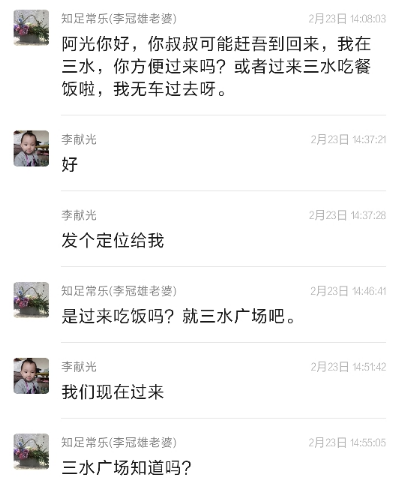 知足常乐(李冠雄老婆) 2月23日 14:08:03
阿光你好，你叔叔可能赶吾到回来，我在
三水，你方便过来吗？或者过来三水吃餐
饭啦，我无车过去呀。
李献光 2月23日 14:37:21
好
李献光 2月23日 14:37:28
发个定位给我
知足常乐(李冠雄老婆) 2月23日 14:46:41
是过来吃饭吗？就三水广场吧。
李献光 2月23日 14:51:42
我们现在过来
知足常乐(李冠雄老婆) 2月23日 14:55:05
三水广场知道吗？